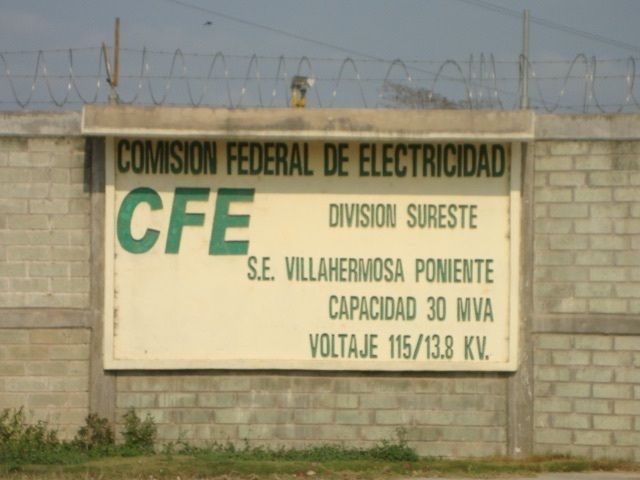 COMISION FEDERAL DE ELECTRICIDAD
CFE
DIVISION SURESTE
S.E. VILLAHERMOSA PONIENTE
CAPACIDAD 30 MVA
VOLTAJE 115/13.8 KV.